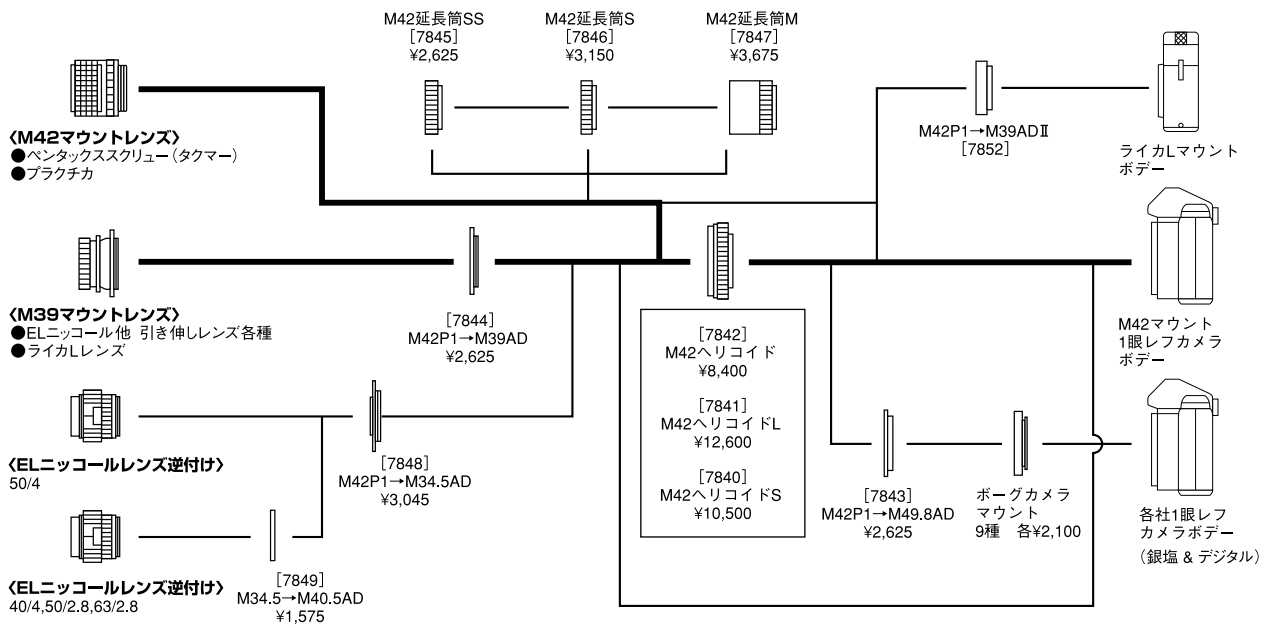 M42延長筒SS
[7845]
¥2,625
M42延長筒S
[7846]
¥3,150
M42延長筒M
[7847]
¥3,675
〈M42マウントレンズ〉
●ペンタックススクリュー（タクマー）
●プラクチカ
M42P1→M39ADⅡ
[7852]
ライカLマウント
ボデー
〈M39マウントレンズ〉
●ELニッコール他 引き伸しレンズ各種
●ライカLレンズ
[7844]
M42P1→M39AD
¥2,625
[7842]
M42ヘリコイド
¥8,400
[7841]
M42ヘリコイドL
¥12,600
[7840]
M42ヘリコイドS
¥10,500
M42マウント
1眼レフカメラ
ボデー
〈ELニッコールレンズ逆付け〉
50/4
[7848]
M42P1→M34.5AD
¥3,045
[7843]
M42P1→M49.8AD
¥2,625
ボーグカメラ
マウント
9種 各¥2,100
各社1眼レフ
カメラボデー
（銀塩 & デジタル）
〈ELニッコールレンズ逆付け〉
40/4,50/2.8,63/2.8
[7849]
M34.5→M40.5AD
¥1,575